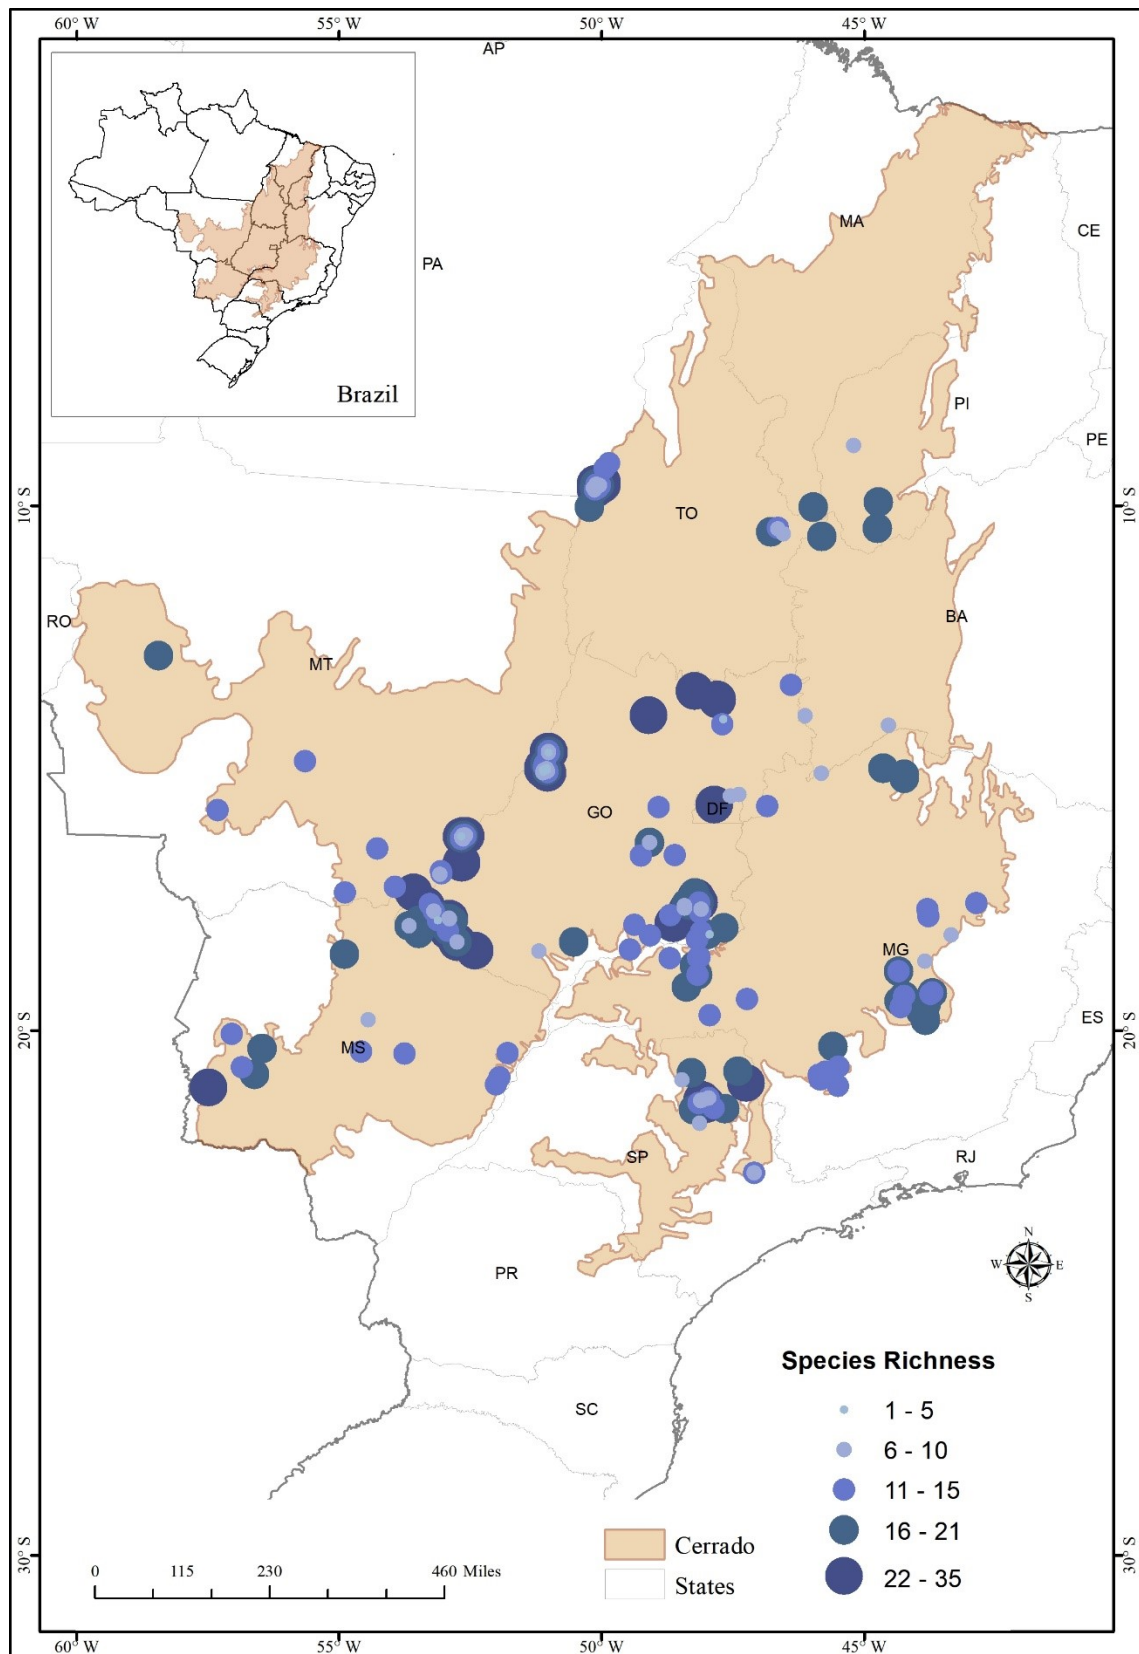 60° W 55° W 50° W 45° W
AP
Brazil
PA
MA
CE
PI
PE
10° S 10° S
TO
RO
BA
MT
GO
DF
MG
ES
20° S 20° S
MS
SP
RJ
PR
N
W E
S
SC
Species Richness
1 - 5
6 - 10
11 - 15
16 - 21
22 - 35
Cerrado
States
0 115 230 460 Miles
30° S 30° S
60° W 55° W 50° W 45° W